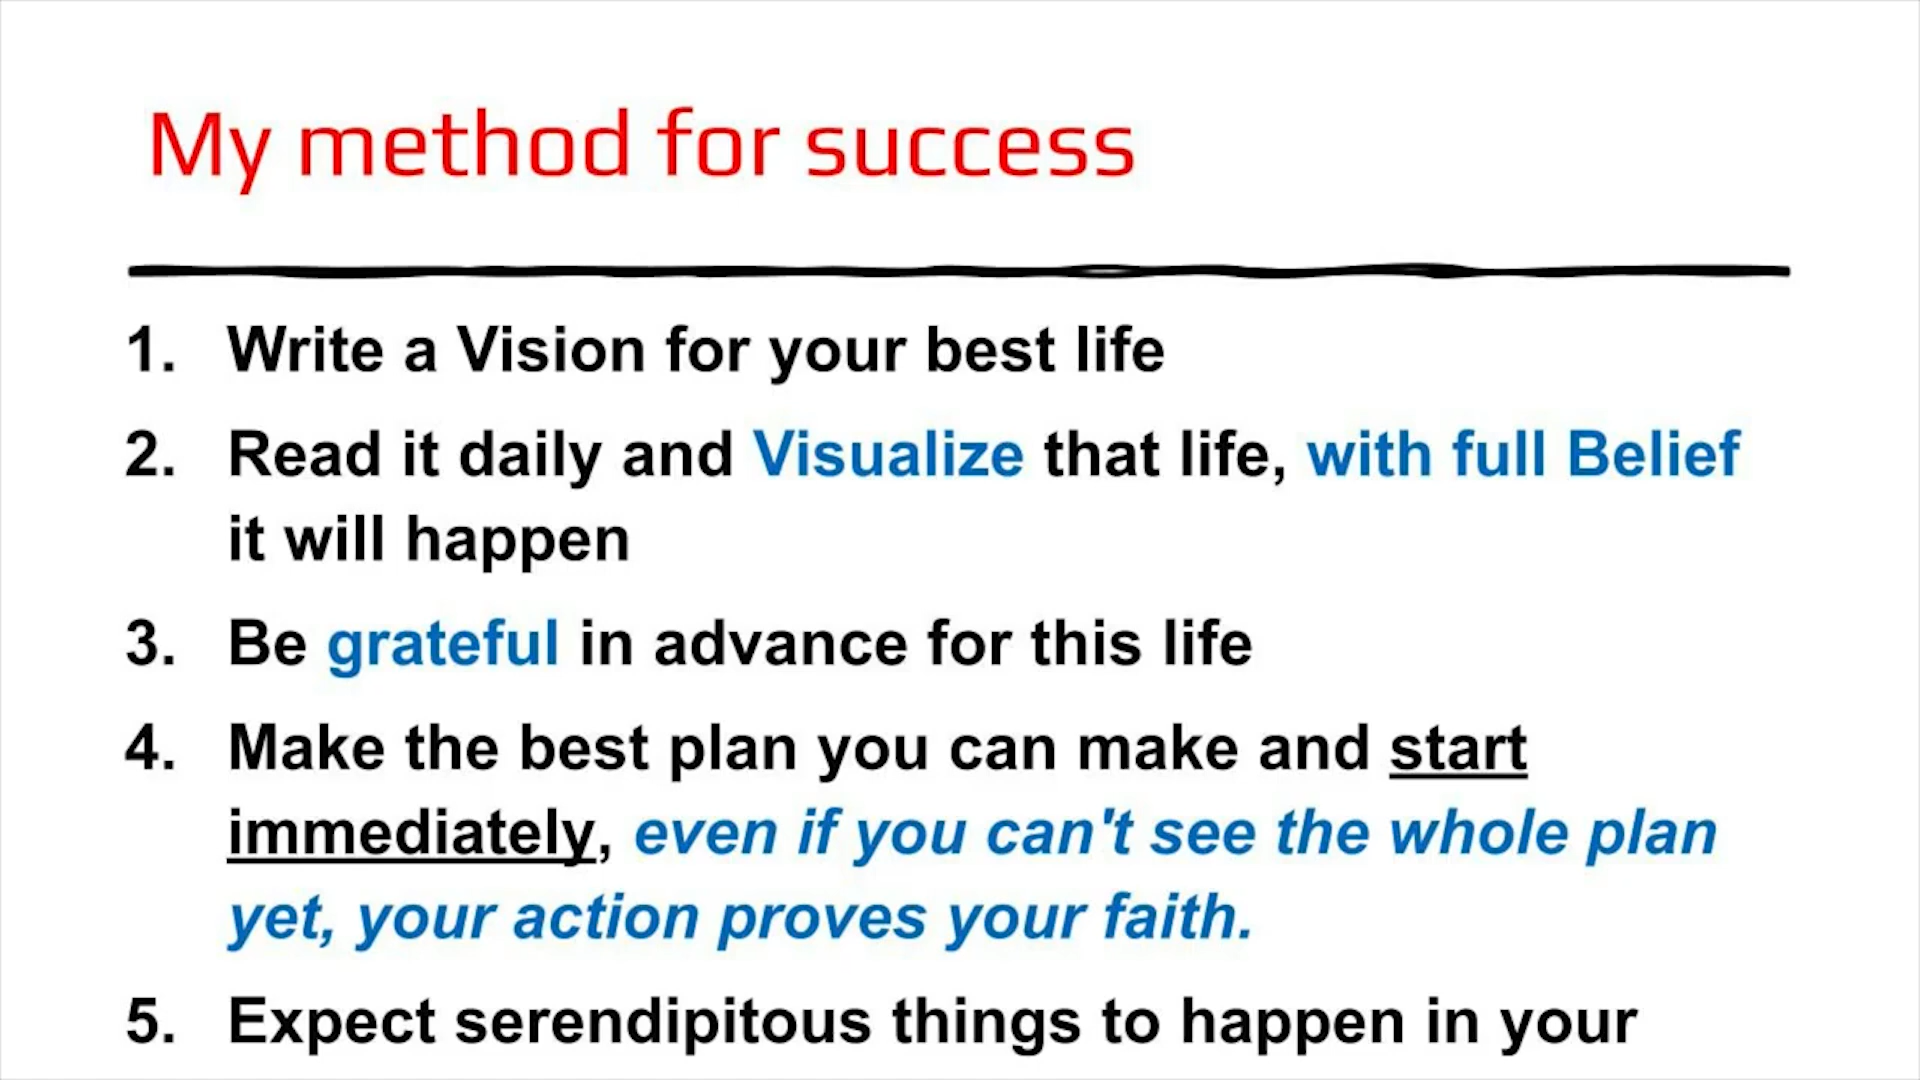 My method for success
1. Write a Vision for your best life
2. Read it daily and Visualize that life, with full Belief
it will happen
3. Be grateful in advance for this life
4. Make the best plan you can make and start
immediately, even if you can't see the whole plan
yet, your action proves your faith.
5. Expect serendipitous things to happen in your